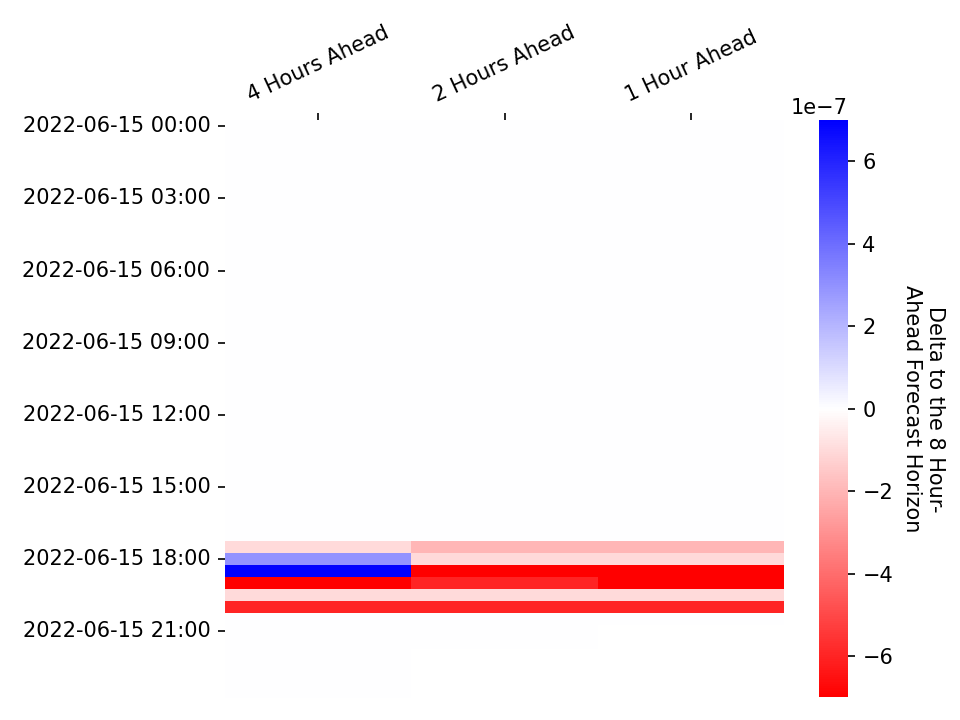 4 Hours Ahead
2 Hours Ahead
1 Hour Ahead
1e−7
2022-06-15 00:00
2022-06-15 03:00
2022-06-15 06:00
2022-06-15 09:00
2022-06-15 12:00
2022-06-15 15:00
2022-06-15 18:00
2022-06-15 21:00
6
4
2
0
−2
−4
−6
Delta to the 8 Hour-
Ahead Forecast Horizon